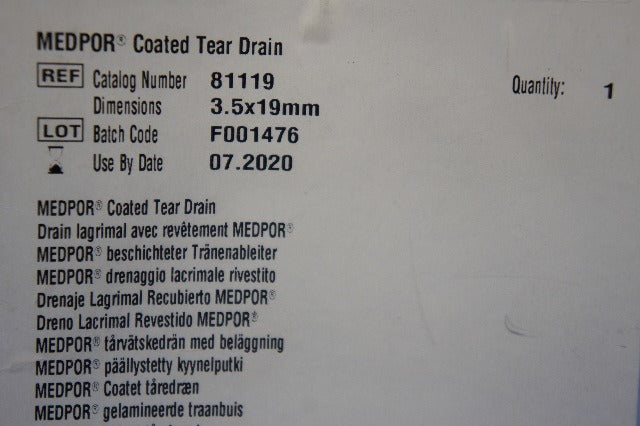 MEDPOR® Coated Tear Drain
REF Catalog Number 81119 Quantity: 1
Dimensions 3.5x19mm
LOT Batch Code F001476
Use By Date 07.2020
MEDPOR® Coated Tear Drain
Drain lagrimal avec revêtement MEDPOR®
MEDPOR® beschichteter Tränenableiter
MEDPOR® drenaggio lacrimale rivestito
Drenaje Lagrimal Recubierto MEDPOR®
Dreno Lacrimal Revestido MEDPOR®
MEDPOR® tårvätskedrän med beläggning
MEDPOR® päällystetty kyynelputki
MEDPOR® Coatet tåredræn
MEDPOR® gelamineerde traanbuis